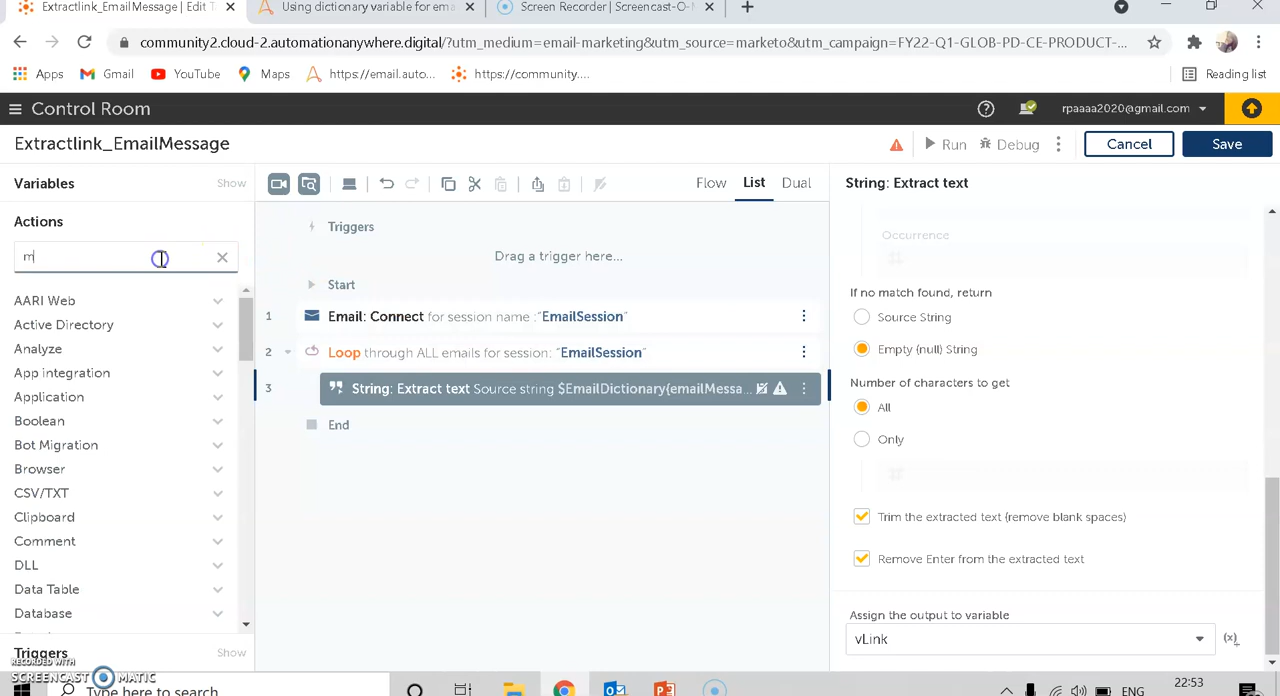 Extractlink_EmailMessage | Edit T
Using dictionary variable for ema
Screen Recorder | Screencast-O-M
community2.cloud-2.automationanywhere.digital/?utm_medium=email-marketing&utm_source=marketo&utm_campaign=FY22-Q1-GLOB-PD-CE-PRODUCT-...
Apps
Gmail
YouTube
Maps
https://email.auto...
https://community....
Reading list
Control Room
rpaaaa2020@gmail.com
Extractlink_EmailMessage
Run
Debug
Cancel
Save
Variables
Show
Flow
List
Dual
String: Extract text
Actions
m
AARI Web
Active Directory
Analyze
App integration
Application
Boolean
Bot Migration
Browser
CSV/TXT
Clipboard
Comment
DLL
Data Table
Database
Triggers
Show
Triggers
Drag a trigger here...
Start
1 Email: Connect for session name :"EmailSession"
2 Loop through ALL emails for session: "EmailSession"
3 String: Extract text Source string $EmailDictionary{emailMessa...
End
Occurrence
If no match found, return
Source String
Empty (null) String
Number of characters to get
All
Only
Trim the extracted text (remove blank spaces)
Remove Enter from the extracted text
Assign the output to variable
vLink
(x)
RECORDED WITH
SCREENCAST MATIC
Type here to search
ENG
22:53